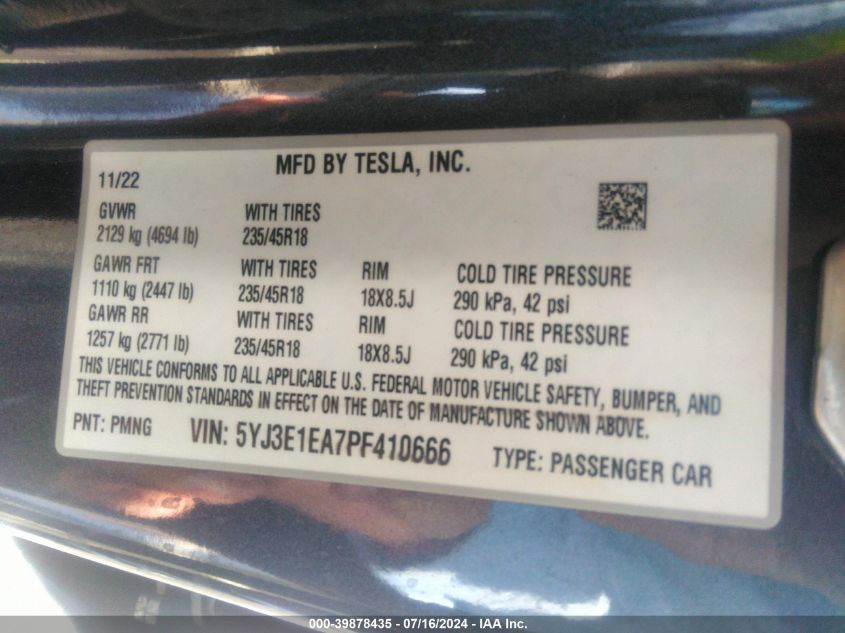 MFD BY TESLA, INC.
11/22
GVWR WITH TIRES
2129 kg (4694 lb) 235/45R18
GAWR FRT WITH TIRES RIM COLD TIRE PRESSURE
1110 kg (2447 lb) 235/45R18 18X8.5J 290 kPa, 42 psi
GAWR RR WITH TIRES RIM COLD TIRE PRESSURE
1257 kg (2771 lb) 235/45R18 18X8.5J 290 kPa, 42 psi
THIS VEHICLE CONFORMS TO ALL APPLICABLE U.S. FEDERAL MOTOR VEHICLE SAFETY, BUMPER, AND
THEFT PREVENTION STANDARDS IN EFFECT ON THE DATE OF MANUFACTURE SHOWN ABOVE.
PNT: PMNG VIN: 5YJ3E1EA7PF410666 TYPE: PASSENGER CAR
000-39878435 - 07/16/2024 - IAA Inc.